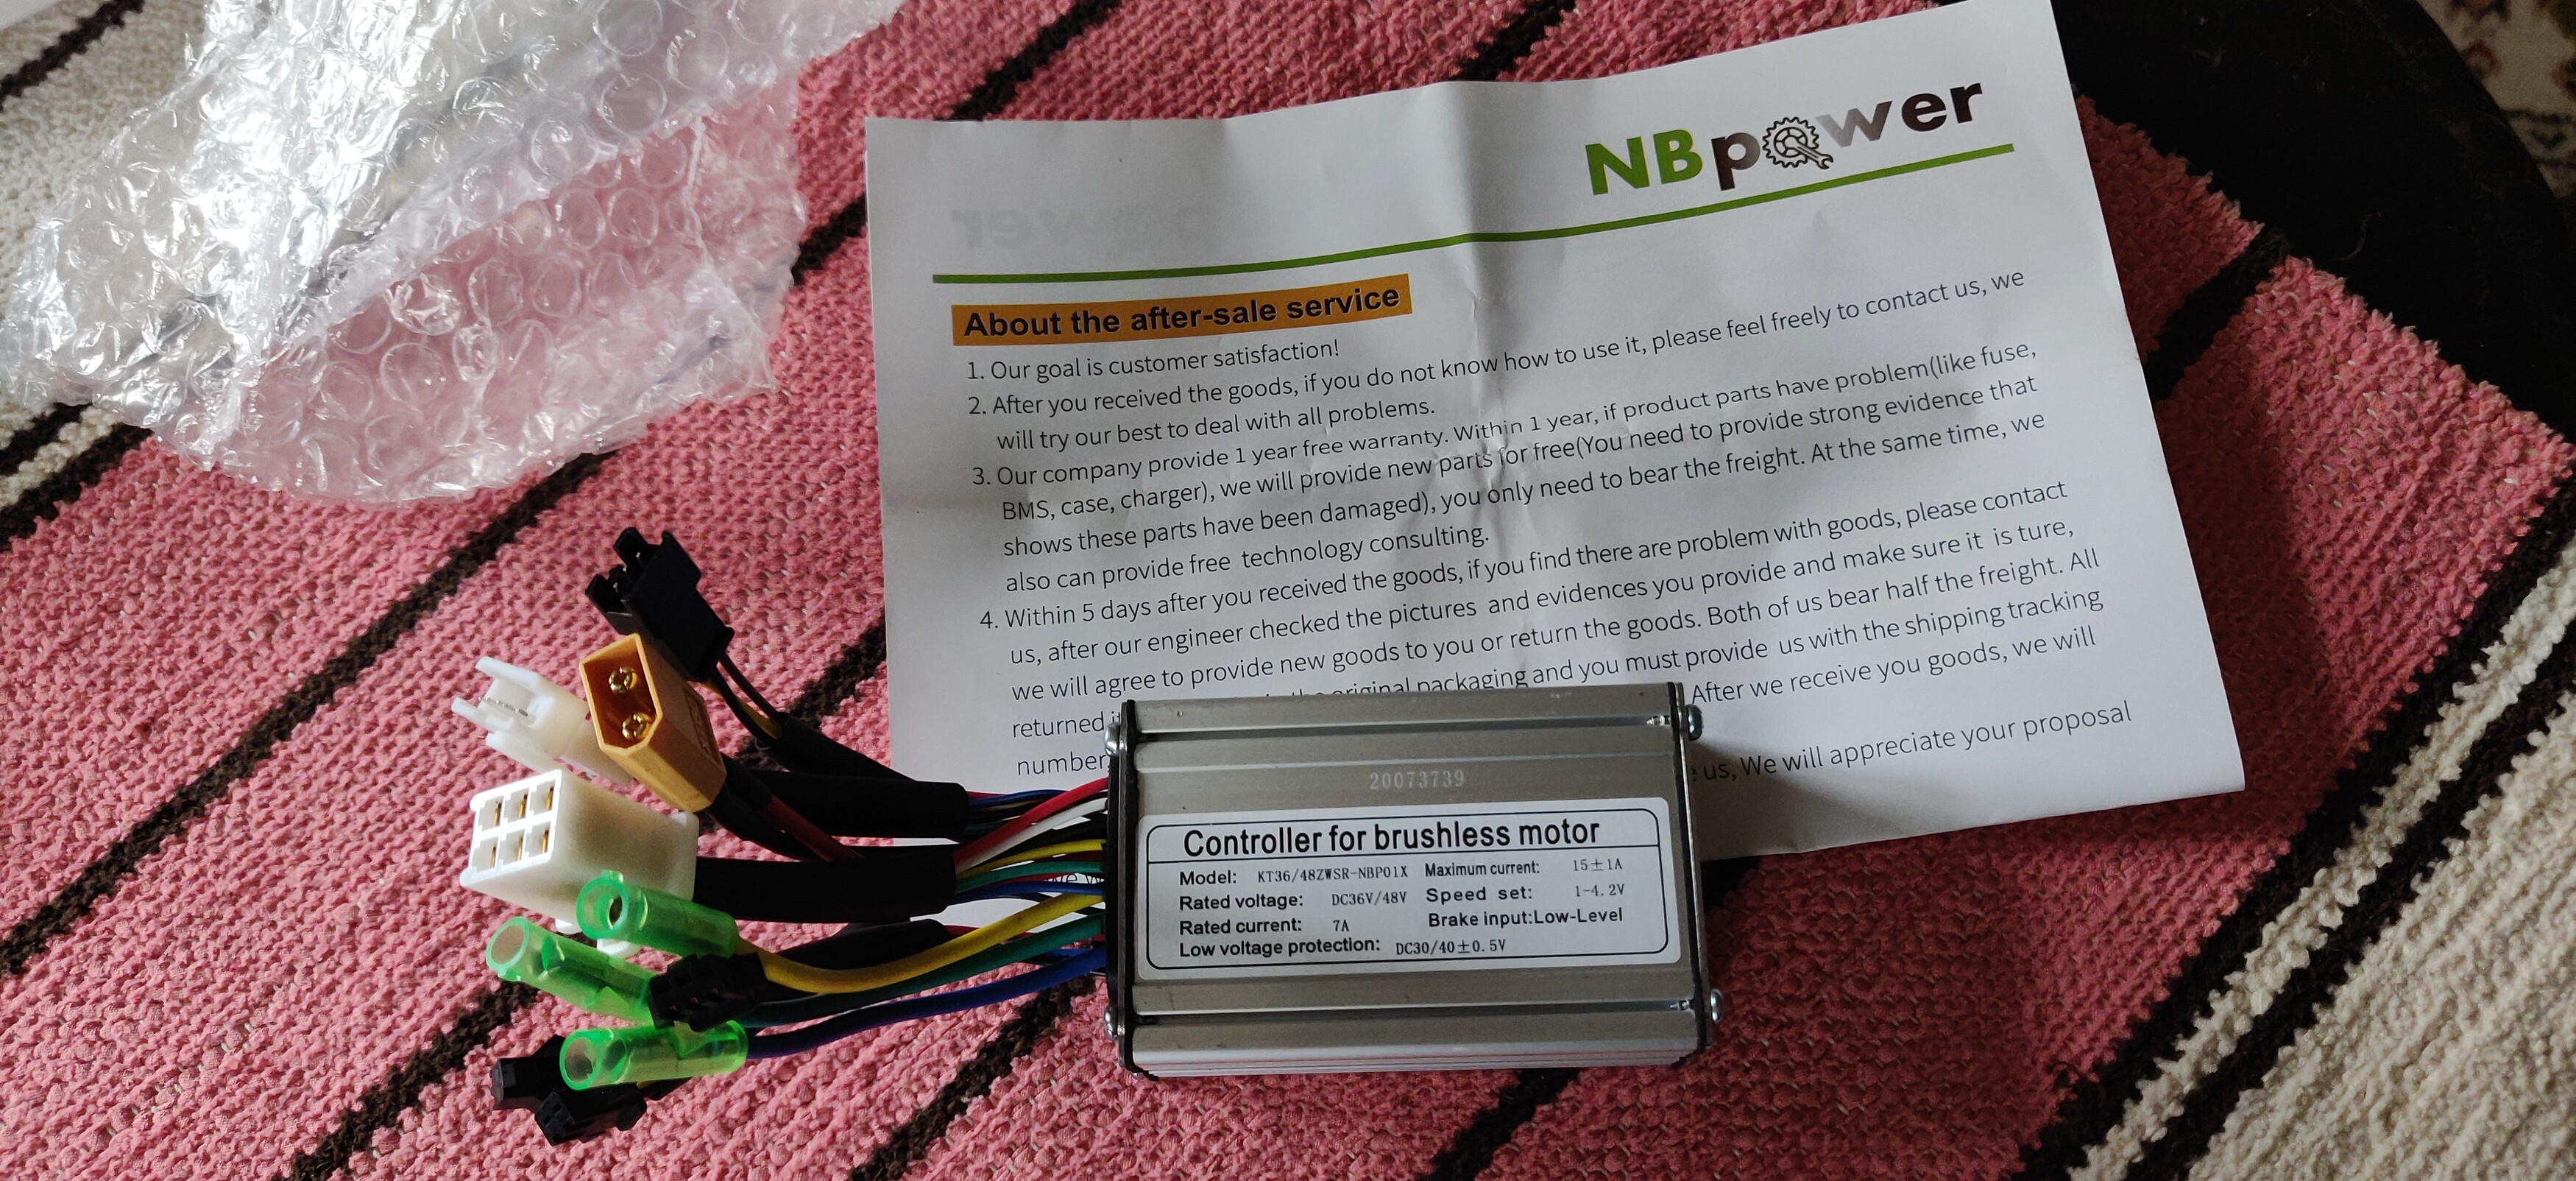 NBpower
About the after-sale service
1. Our goal is customer satisfaction!
2. After you received the goods, if you do not know how to use it, please feel freely to contact us, we
will try our best to deal with all problems.
3. Our company provide 1 year free warranty. Within 1 year, if product parts have problem(like fuse,
BMS, case, charger), we will provide new parts for free(You need to provide strong evidence that
shows these parts have been damaged), you only need to bear the freight. At the same time, we
also can provide free technology consulting.
4. Within 5 days after you received the goods, if you find there are problem with goods, please contact
us, after our engineer checked the pictures and evidences you provide and make sure it is ture,
we will agree to provide new goods to you or return the goods. Both of us bear half the freight. All
returned original packaging and you must provide us with the shipping tracking
number After we receive you goods, we will
us, We will appreciate your proposal
20073739
Controller for brushless motor
Model: KT36/48ZWSR-NBP01X Maximum current: 15±1A
Rated voltage: DC36V/48V Speed set: 1-4.2V
Rated current: 7A Brake input:Low-Level
Low voltage protection: DC30/40±0.5V